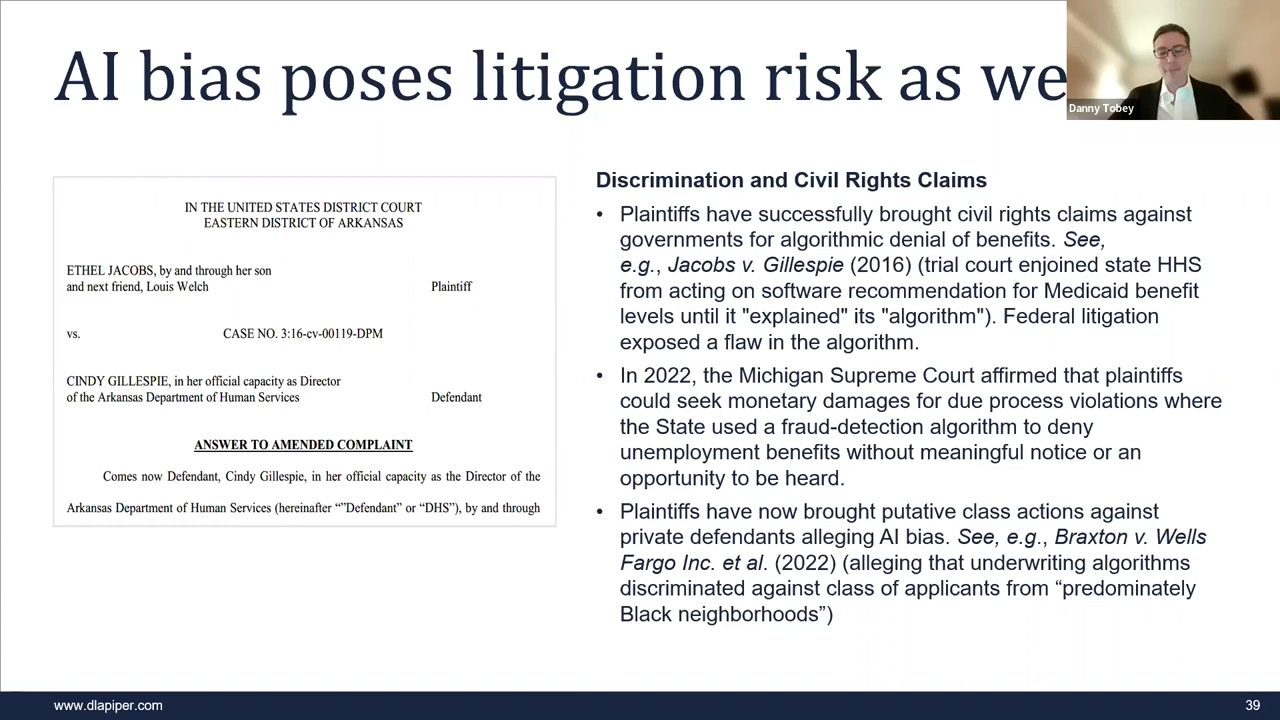 AI bias poses litigation risk as we
Danny Tobey
IN THE UNITED STATES DISTRICT COURT
EASTERN DISTRICT OF ARKANSAS
ETHEL JACOBS, by and through her son
and next friend, Louis Welch
Plaintiff
vs.
CASE NO. 3:16-cv-00119-DPM
CINDY GILLESPIE, in her official capacity as Director
of the Arkansas Department of Human Services
Defendant
ANSWER TO AMENDED COMPLAINT
Comes now Defendant, Cindy Gillespie, in her official capacity as the Director of the
Arkansas Department of Human Services (hereinafter “”Defendant” or “DHS”), by and through
Discrimination and Civil Rights Claims
• Plaintiffs have successfully brought civil rights claims against
governments for algorithmic denial of benefits. See,
e.g., Jacobs v. Gillespie (2016) (trial court enjoined state HHS
from acting on software recommendation for Medicaid benefit
levels until it "explained" its "algorithm"). Federal litigation
exposed a flaw in the algorithm.
• In 2022, the Michigan Supreme Court affirmed that plaintiffs
could seek monetary damages for due process violations where
the State used a fraud-detection algorithm to deny
unemployment benefits without meaningful notice or an
opportunity to be heard.
• Plaintiffs have now brought putative class actions against
private defendants alleging AI bias. See, e.g., Braxton v. Wells
Fargo Inc. et al. (2022) (alleging that underwriting algorithms
discriminated against class of applicants from “predominately
Black neighborhoods”)
www.dlapiper.com
39